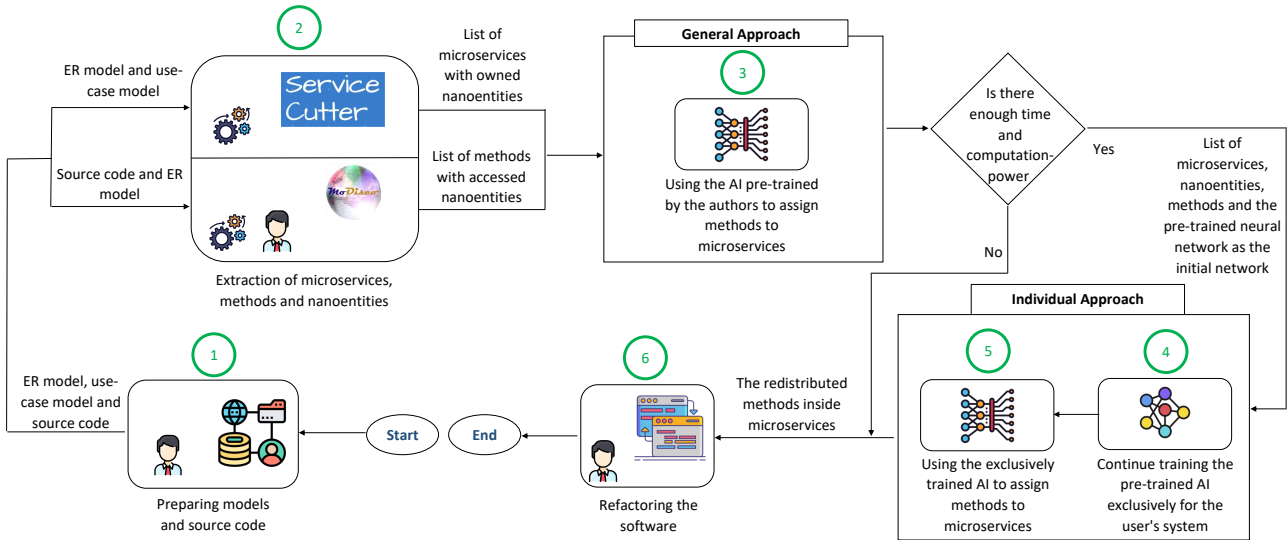 2
ER model and use-
case model
Service
Cutter
List of
microservices
with owned
nanoentities
Source code and ER
model
MoDisco
List of methods
with accessed
nanoentities
Extraction of microservices,
methods and nanoentities
General Approach
3
Using the AI pre-trained
by the authors to assign
methods to
microservices
Is there
enough time
and
computation-
power
Yes
No
List of
microservices,
nanoentities,
methods and the
pre-trained neural
network as the
initial network
Individual Approach
5
4
Using the exclusively
trained AI to assign
methods to
microservices
Continue training the
pre-trained AI
exclusively for the
user's system
The redistributed
methods inside
microservices
6
Refactoring the
software
End
Start
1
ER model, use-
case model and
source code
Preparing models
and source code